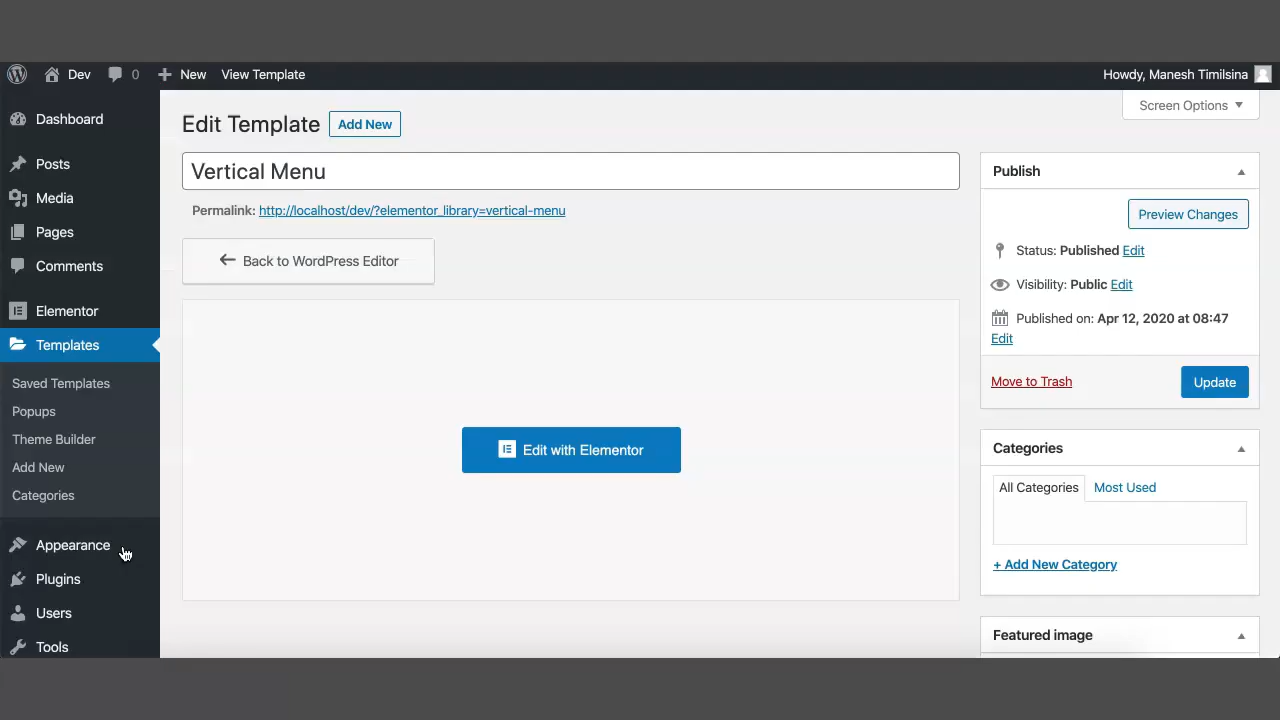 Dev
0
New
View Template
Howdy, Manesh Timilsina
Dashboard
Posts
Media
Pages
Comments
Elementor
Templates
Saved Templates
Popups
Theme Builder
Add New
Categories
Appearance
Plugins
Users
Tools
Screen Options
Edit Template
Add New
Vertical Menu
Permalink: http://localhost/dev/?elementor_library=vertical-menu
Back to WordPress Editor
Edit with Elementor
Publish
Preview Changes
Status: Published Edit
Visibility: Public Edit
Published on: Apr 12, 2020 at 08:47
Edit
Move to Trash
Update
Categories
All Categories
Most Used
+ Add New Category
Featured image